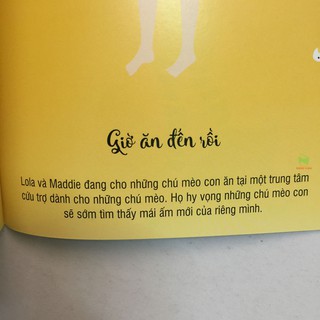 Giờ ăn đến rồi
Lola và Maddie đang cho những chú mèo con ăn tại một trung tâm
cứu trợ dành cho những chú mèo. Họ hy vọng những chú mèo con
sẽ sớm tìm thấy mái ấm mới của riêng mình.